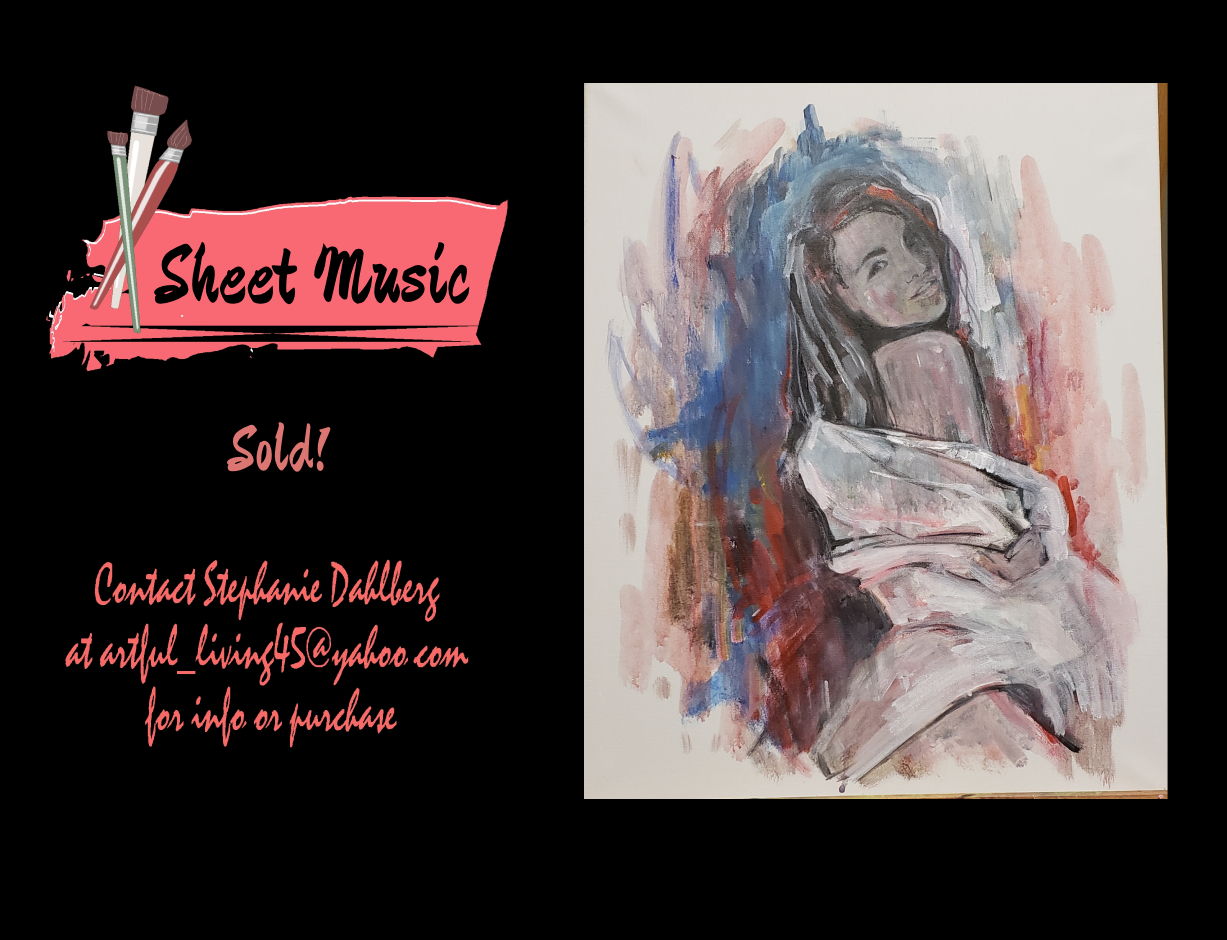 Sheet Music
Sold!
Contact Stephanie Dahlberg
at artful_living45@yahoo.com
for info or purchase